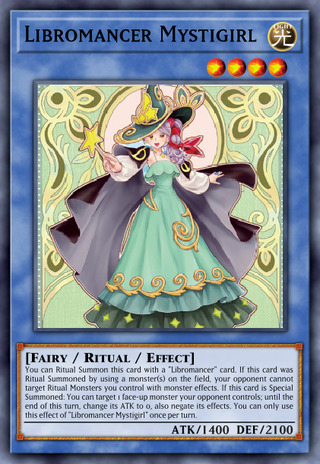 Libromancer Mystigirl
LIGHT
光
[Fairy / Ritual / Effect]
You can Ritual Summon this card with a "Libromancer" card. If this card was
Ritual Summoned by using a monster(s) on the field, your opponent cannot
target Ritual Monsters you control with monster effects. If this card is Special
Summoned: You can target 1 face-up monster your opponent controls; until the
end of this turn, change its ATK to 0, also negate its effects. You can only use
this effect of "Libromancer Mystigirl" once per turn.
ATK/1400 DEF/2100